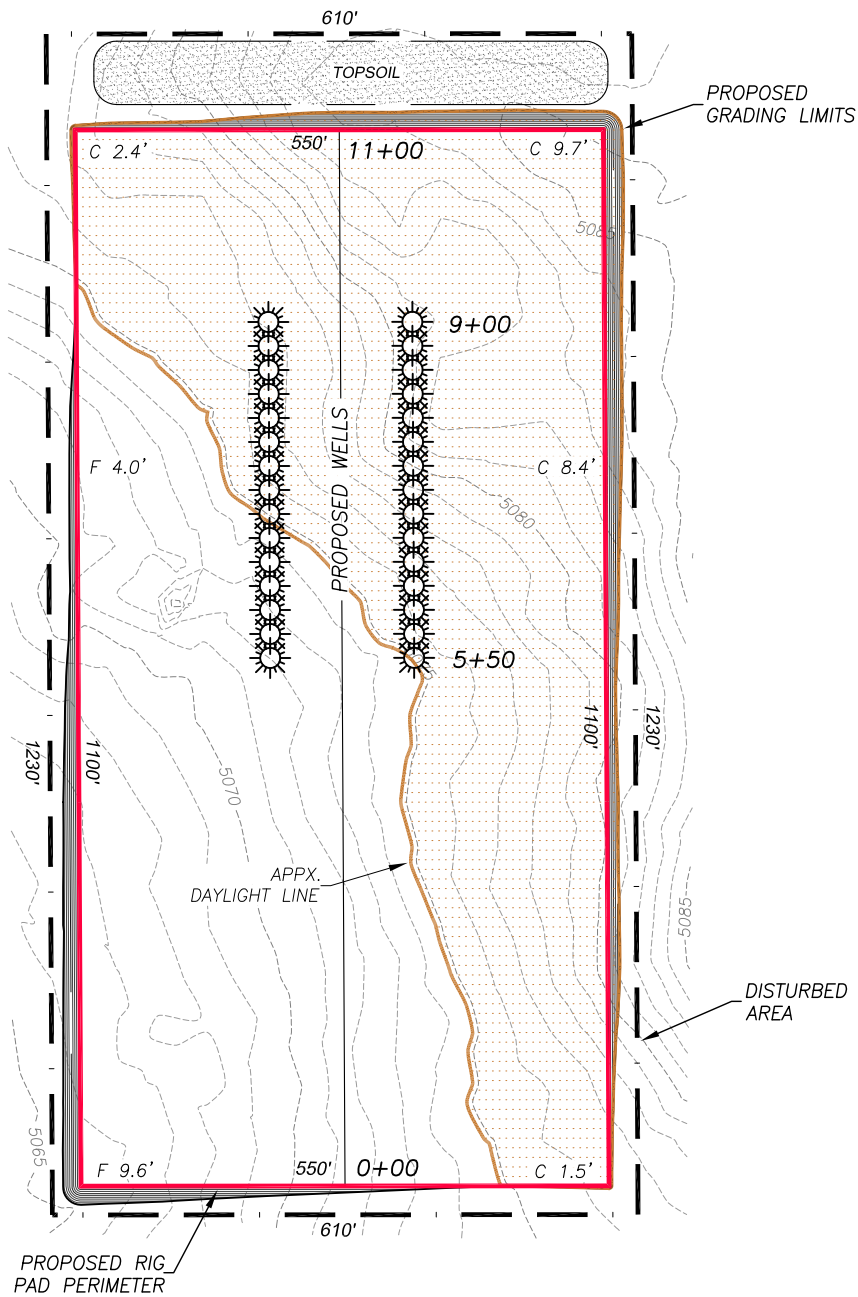 610'
TOPSOIL
PROPOSED
GRADING LIMITS
C 2.4'
550'
11+00
C 9.7'
5085
9+00
PROPOSED WELLS
F 4.0'
C 8.4'
5080
5+50
1230'
1100'
1100'
1230'
5070
APPX.
DAYLIGHT LINE
5085
DISTURBED
AREA
5065
F 9.6'
550'
0+00
C 1.5'
610'
PROPOSED RIG
PAD PERIMETER